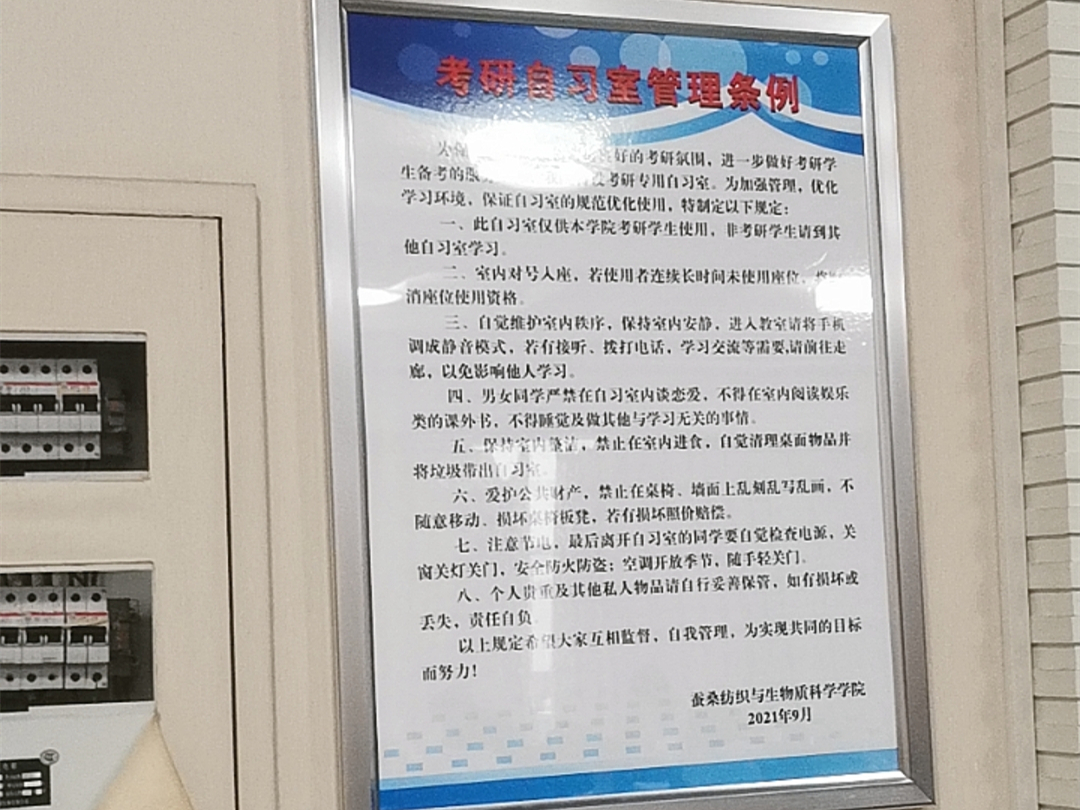 考研自习室管理条例
好的考研氛围，进一步做好考研学
生备考的服 考研专用自习室。为加强管理，优化
学习环境，保证自习室的规范优化使用，特制定以下规定：
一、此自习室仅供本学院考研学生使用，非考研学生请到其
他自习室学习。
二、室内对号入座，若使用者连续长时间未使用座位，
消座位使用资格。
三、自觉维护室内秩序，保持室内安静，进入教室请将手机
调成静音模式，若有接听、拨打电话，学习交流等需要,请前往走
廊，以免影响他人学习。
四、男女同学严禁在自习室内谈恋爱，不得在室内阅读娱乐
类的课外书，不得睡觉及做其他与学习无关的事情。
五、保持室内整洁，禁止在室内进食，自觉清理桌面物品并
将垃圾带出自习室。
六、爱护公共财产，禁止在桌椅、墙面上乱刻乱写乱画，不
随意移动、损坏桌椅板凳，若有损坏照价赔偿。
七、注意节电，最后离开自习室的同学要自觉检查电源，关
窗关灯关门，安全防火防盗；空调开放季节，随手轻关门。
八、个人贵重及其他私人物品请自行妥善保管，如有损坏或
丢失，责任自负。
以上规定希望大家互相监督，自我管理，为实现共同的目标
而努力！
蚕桑纺织与生物质科学学院
2021年9月